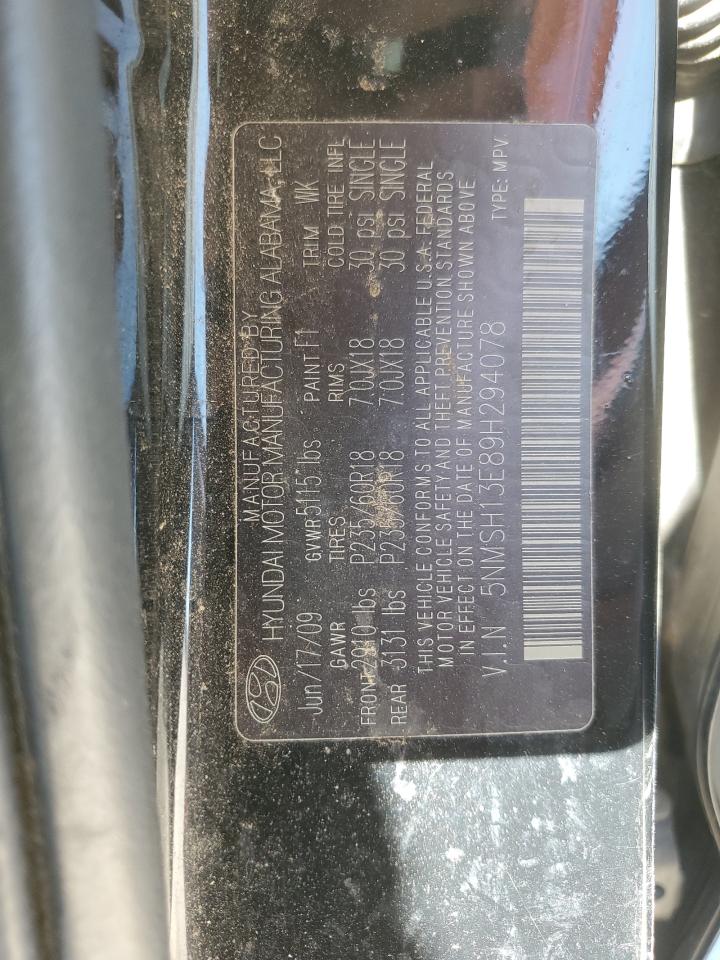 MANUFACTURED BY
HYUNDAI MOTOR MANUFACTURING ALABAMA, LLC
Jun/17/09 GVWR 5115 lbs PAINT F1 TRIM WK
GAWR TIRES RIMS COLD TIRE INFL
FRONT 2910 lbs P235/60R18 7.0JX18 30 psi SINGLE
REAR 3131 lbs P235/60R18 7.0JX18 30 psi SINGLE
THIS VEHICLE CONFORMS TO ALL APPLICABLE U.S.A. FEDERAL
MOTOR VEHICLE SAFETY AND THEFT PREVENTION STANDARDS
IN EFFECT ON THE DATE OF MANUFACTURE SHOWN ABOVE
V.I.N 5NMSH13E89H294078 TYPE: MPV